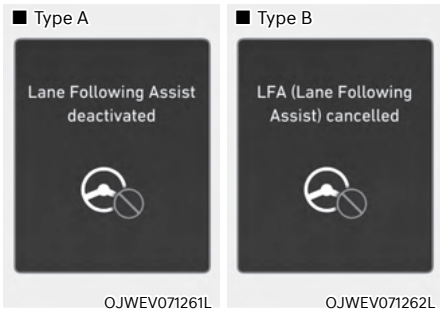 ■ Type A
Lane Following Assist
deactivated
OJWEV071261L
■ Type B
LFA (Lane Following
Assist) cancelled
OJWEV071262L